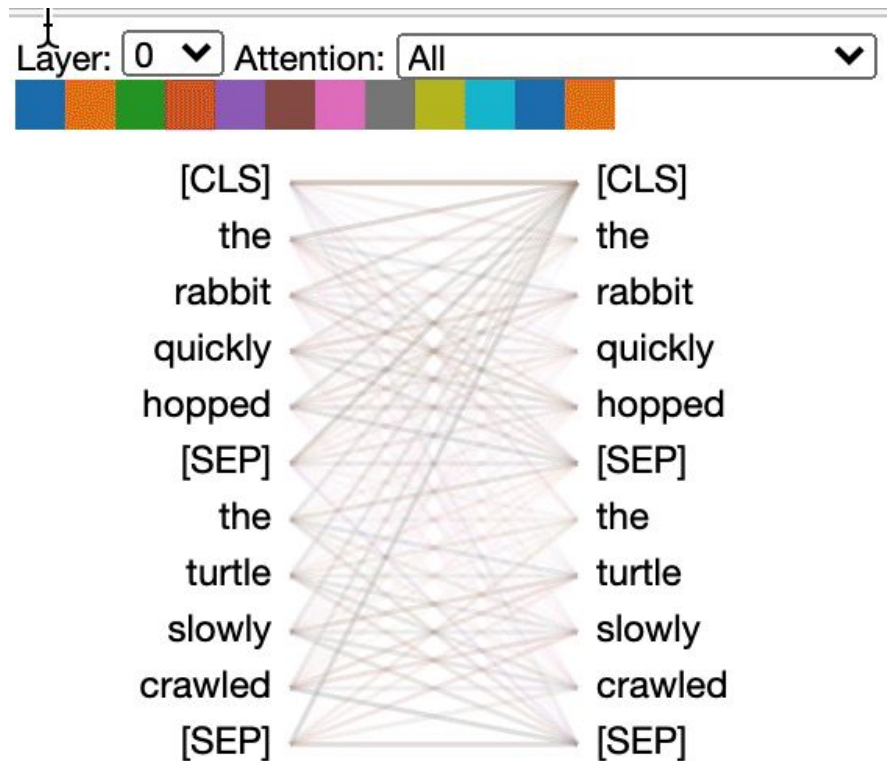 Layer: 0 Attention: All
[CLS] [CLS]
the the
rabbit rabbit
quickly quickly
hopped hopped
[SEP] [SEP]
the the
turtle turtle
slowly slowly
crawled crawled
[SEP] [SEP]